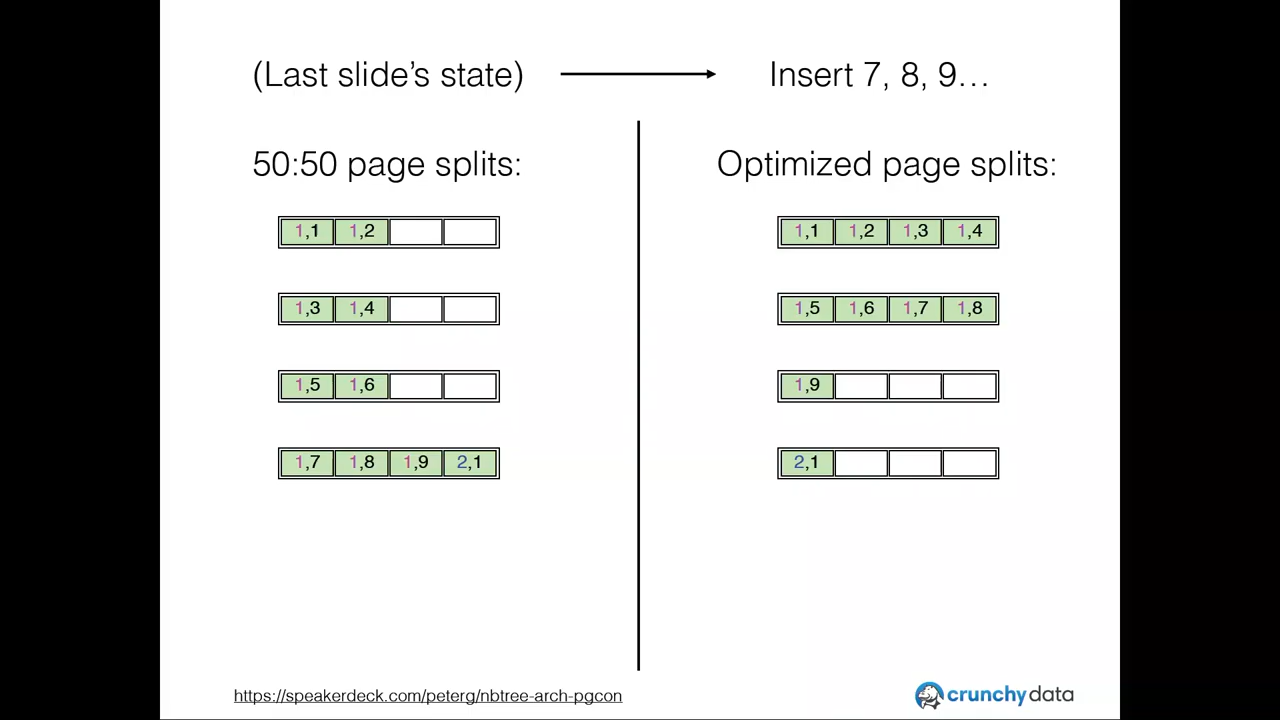 (Last slide’s state)
Insert 7, 8, 9…
50:50 page splits:
1,1 1,2
1,3 1,4
1,5 1,6
1,7 1,8 1,9 2,1
Optimized page splits:
1,1 1,2 1,3 1,4
1,5 1,6 1,7 1,8
1,9
2,1
https://speakerdeck.com/peterg/nbtree-arch-pgcon
crunchydata